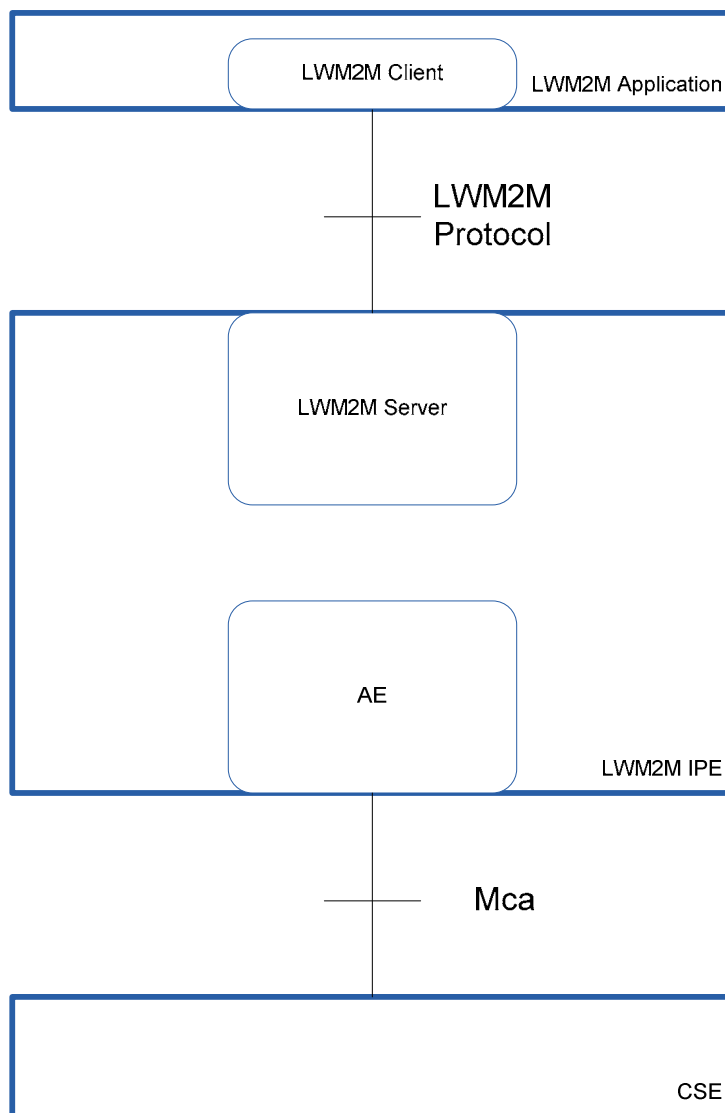 LWM2M Client
LWM2M Application
LWM2M
Protocol
LWM2M Server
AE
LWM2M IPE
Mca
CSE